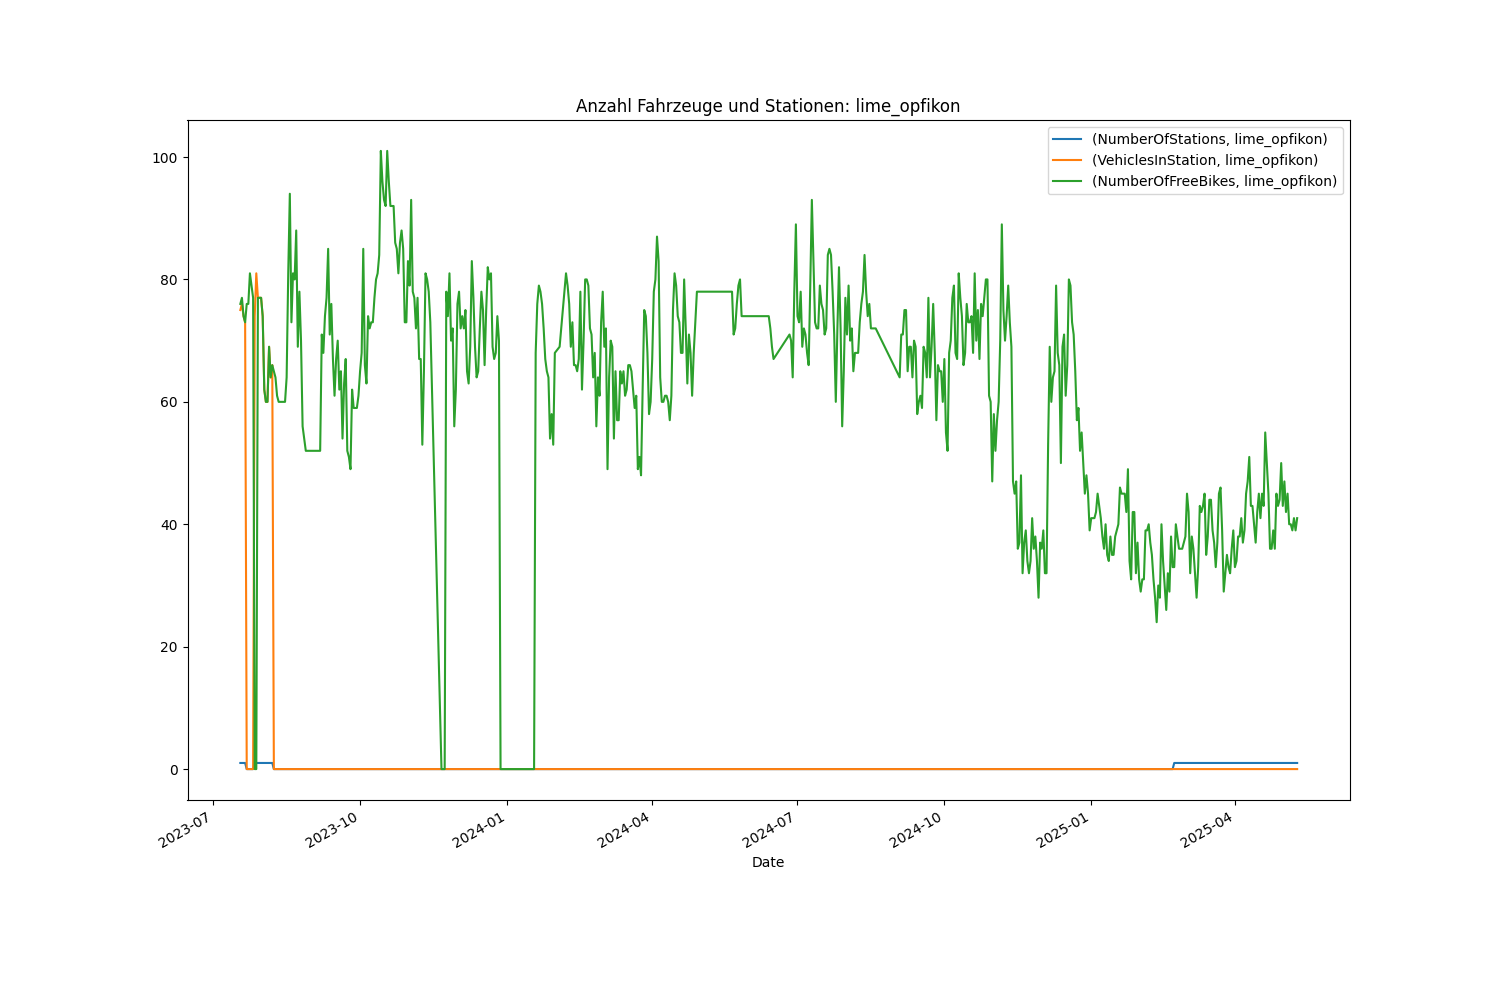 Anzahl Fahrzeuge und Stationen: lime_opfikon
(NumberOfStations, lime_opfikon)
(VehiclesInStation, lime_opfikon)
(NumberOfFreeBikes, lime_opfikon)
100
80
60
40
20
0
2023-07
2023-10
2024-01
2024-04
2024-07
2024-10
2025-01
2025-04
Date